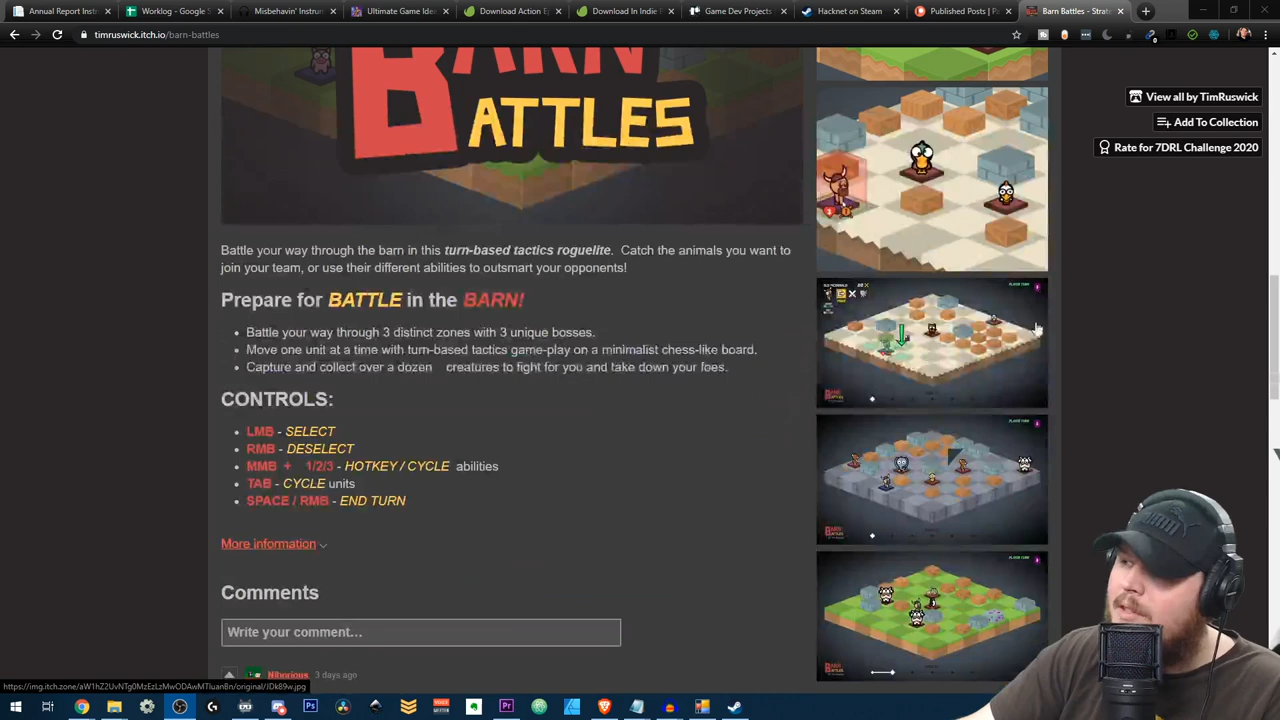 Annual Report Inst
Worklog - Google S
Misbehavin' Instrum
Ultimate Game Ide
Download Action Ep
Download In Indie F
Game Dev Projects
Hacknet on Steam
Published Posts | Pa
Barn Battles - Strate
timruswick.itch.io/barn-battles
View all by TimRuswick
Add To Collection
Rate for 7DRL Challenge 2020
BARN
BATTLES
Battle your way through the barn in this turn-based tactics roguelite. Catch the animals you want to
join your team, or use their different abilities to outsmart your opponents!
Prepare for BATTLE in the BARN!
Battle your way through 3 distinct zones with 3 unique bosses.
Move one unit at a time with turn-based tactics game-play on a minimalist chess-like board.
Capture and collect over a dozen creatures to fight for you and take down your foes.
CONTROLS:
LMB - SELECT
RMB - DESELECT
MMB + 1/2/3 - HOTKEY / CYCLE abilities
TAB - CYCLE units
SPACE / RMB - END TURN
More information
Comments
Write your comment…
3 days ago